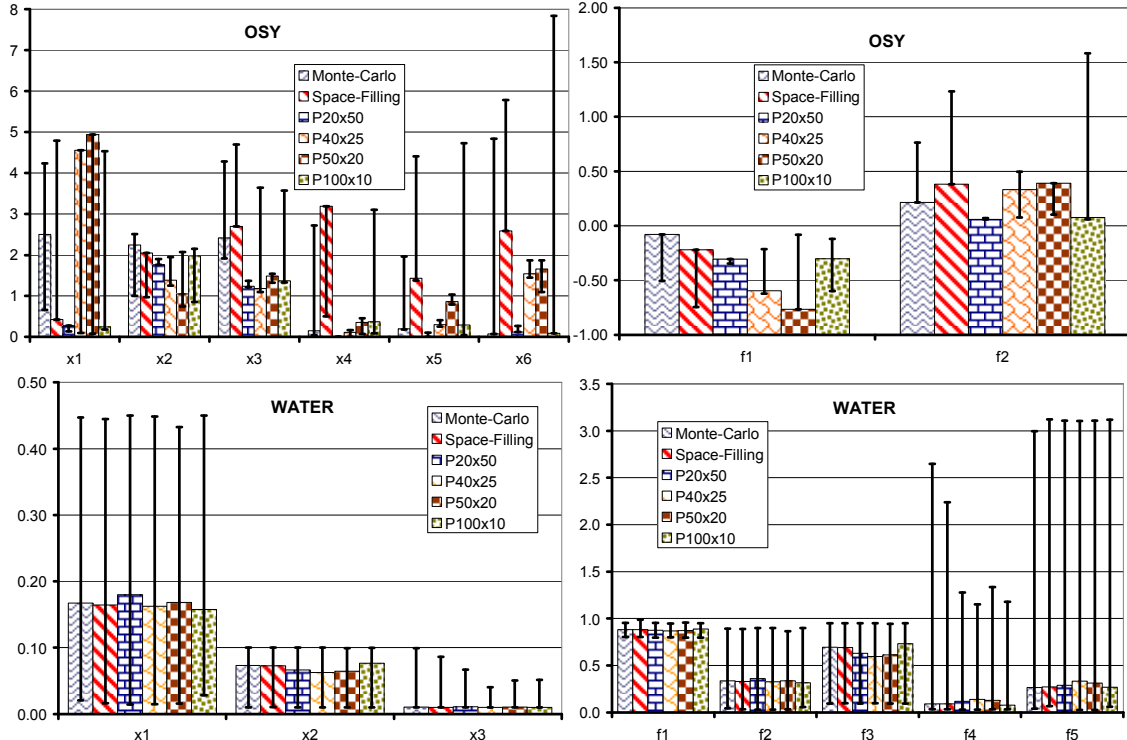 OSY
8
7
6
5
4
3
2
1
0
Monte-Carlo
Space-Filling
P20x50
P40x25
P50x20
P100x10
x1 x2 x3 x4 x5 x6
OSY
2.00
1.50
1.00
0.50
0.00
-0.50
-1.00
Monte-Carlo
Space-Filling
P20x50
P40x25
P50x20
P100x10
f1 f2
WATER
0.50
0.40
0.30
0.20
0.10
0.00
Monte-Carlo
Space-Filling
P20x50
P40x25
P50x20
P100x10
x1 x2 x3
WATER
3.5
3.0
2.5
2.0
1.5
1.0
0.5
0.0
Monte-Carlo
Space-Filling
P20x50
P40x25
P50x20
P100x10
f1 f2 f3 f4 f5